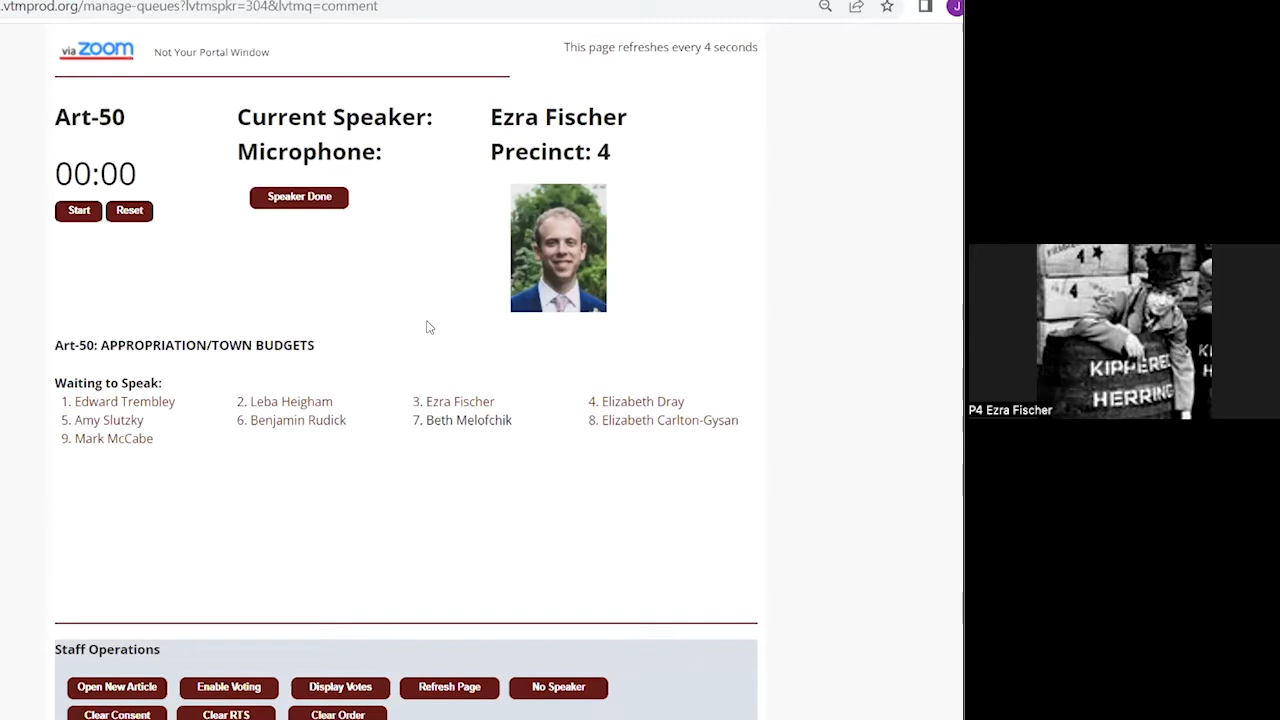 .vtmprod.org/manage-queues?lvtmspkr=304&lvtmq=comment
J
via zoom Not Your Portal Window
This page refreshes every 4 seconds
Art-50 Current Speaker: Ezra Fischer
Microphone: Precinct: 4
00:00
Speaker Done
Start Reset
Art-50: APPROPRIATION/TOWN BUDGETS
Waiting to Speak:
1. Edward Trembley 2. Leba Heigham 3. Ezra Fischer 4. Elizabeth Dray
5. Amy Slutzky 6. Benjamin Rudick 7. Beth Melofchik 8. Elizabeth Carlton-Gysan
9. Mark McCabe
Staff Operations
Open New Article Enable Voting Display Votes Refresh Page No Speaker
Clear Consent Clear RTS Clear Order
4
4
KIPPERED
HERRING
KI
H
P4 Ezra Fischer